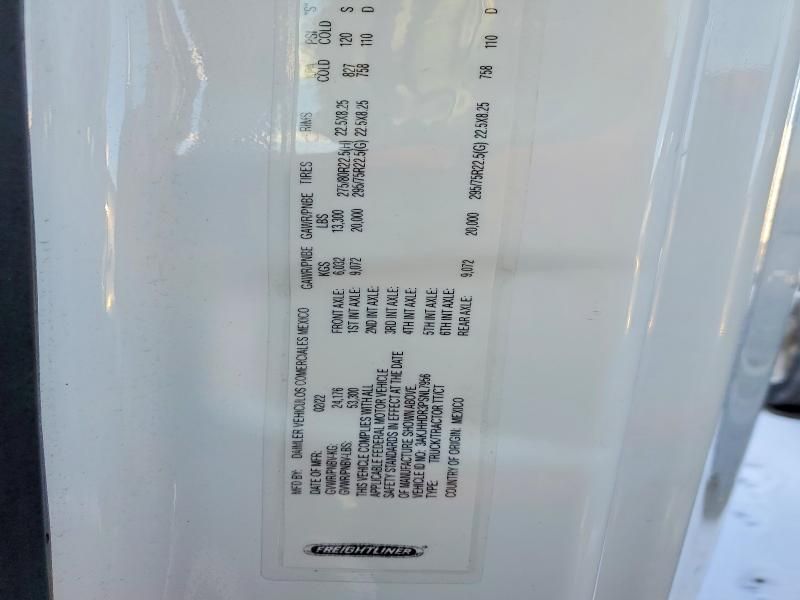 FREIGHTLINER
MFD BY: DAIMLER VEHICULOS COMERCIALES MEXICO
DATE OF MFR: 02/22
GVWR/PNBV-KG: 24,176
GVWR/PNBV-LBS: 53,300
THIS VEHICLE COMPLIES WITH ALL
APPLICABLE FEDERAL MOTOR VEHICLE
SAFETY STANDARDS IN EFFECT AT THE DATE
OF MANUFACTURE SHOWN ABOVE.
VEHICLE ID NO.: 3AKJHHDR3PSNL7956
TYPE: TRUCK/TRACTOR TT/CT
COUNTRY OF ORIGIN: MEXICO
GAWR/PNBE GAWR/PNBE TIRES RIMS KPA PSI "S"
KGS LBS COLD COLD
FRONT AXLE: 6,032 13,300 275/80R22.5(H) 22.5X8.25 827 120 S
1ST INT AXLE: 9,072 20,000 295/75R22.5(G) 22.5X8.25 758 110 D
2ND INT AXLE:
3RD INT AXLE:
4TH INT AXLE:
5TH INT AXLE:
6TH INT AXLE:
REAR AXLE: 9,072 20,000 295/75R22.5(G) 22.5X8.25 758 110 D